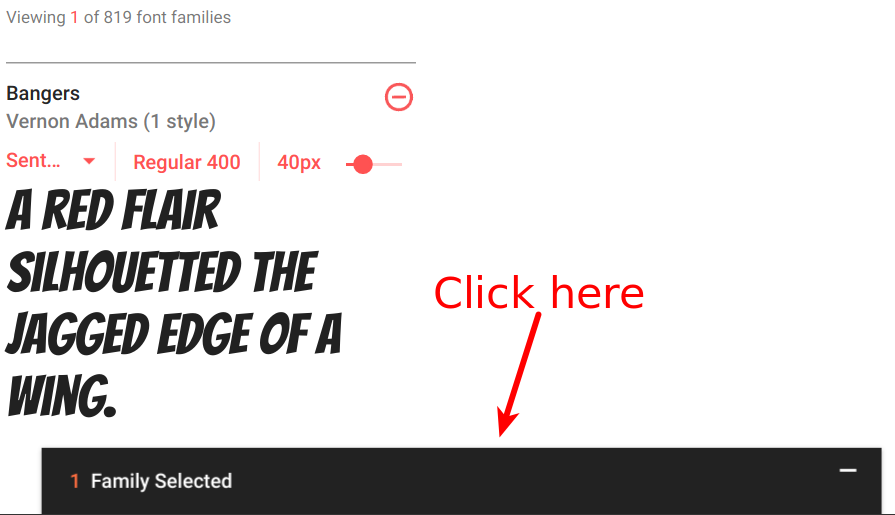 Viewing 1 of 819 font families
Bangers
Vernon Adams (1 style)
Sent... Regular 400 40px
A RED FLAIR
SILHOUETTED THE
JAGGED EDGE OF A
WING.
Click here
1 Family Selected